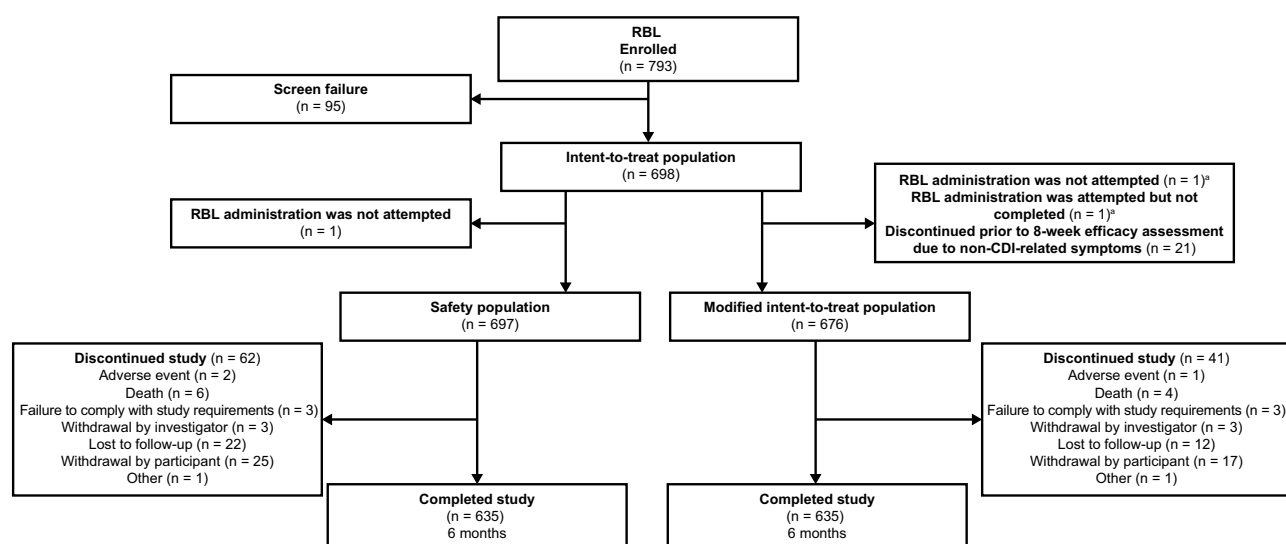 RBL
Enrolled
(n = 793)
Screen failure
(n = 95)
Intent-to-treat population
(n = 698)
RBL administration was not attempted
(n = 1)
RBL administration was not attempted (n = 1)ᵃ
RBL administration was attempted but not
completed (n = 1)ᵃ
Discontinued prior to 8-week efficacy assessment
due to non-CDI-related symptoms (n = 21)
Safety population
(n = 697)
Modified intent-to-treat population
(n = 676)
Discontinued study (n = 62)
Adverse event (n = 2)
Death (n = 6)
Failure to comply with study requirements (n = 3)
Withdrawal by investigator (n = 3)
Lost to follow-up (n = 22)
Withdrawal by participant (n = 25)
Other (n = 1)
Discontinued study (n = 41)
Adverse event (n = 1)
Death (n = 4)
Failure to comply with study requirements (n = 3)
Withdrawal by investigator (n = 3)
Lost to follow-up (n = 12)
Withdrawal by participant (n = 17)
Other (n = 1)
Completed study
(n = 635)
6 months
Completed study
(n = 635)
6 months